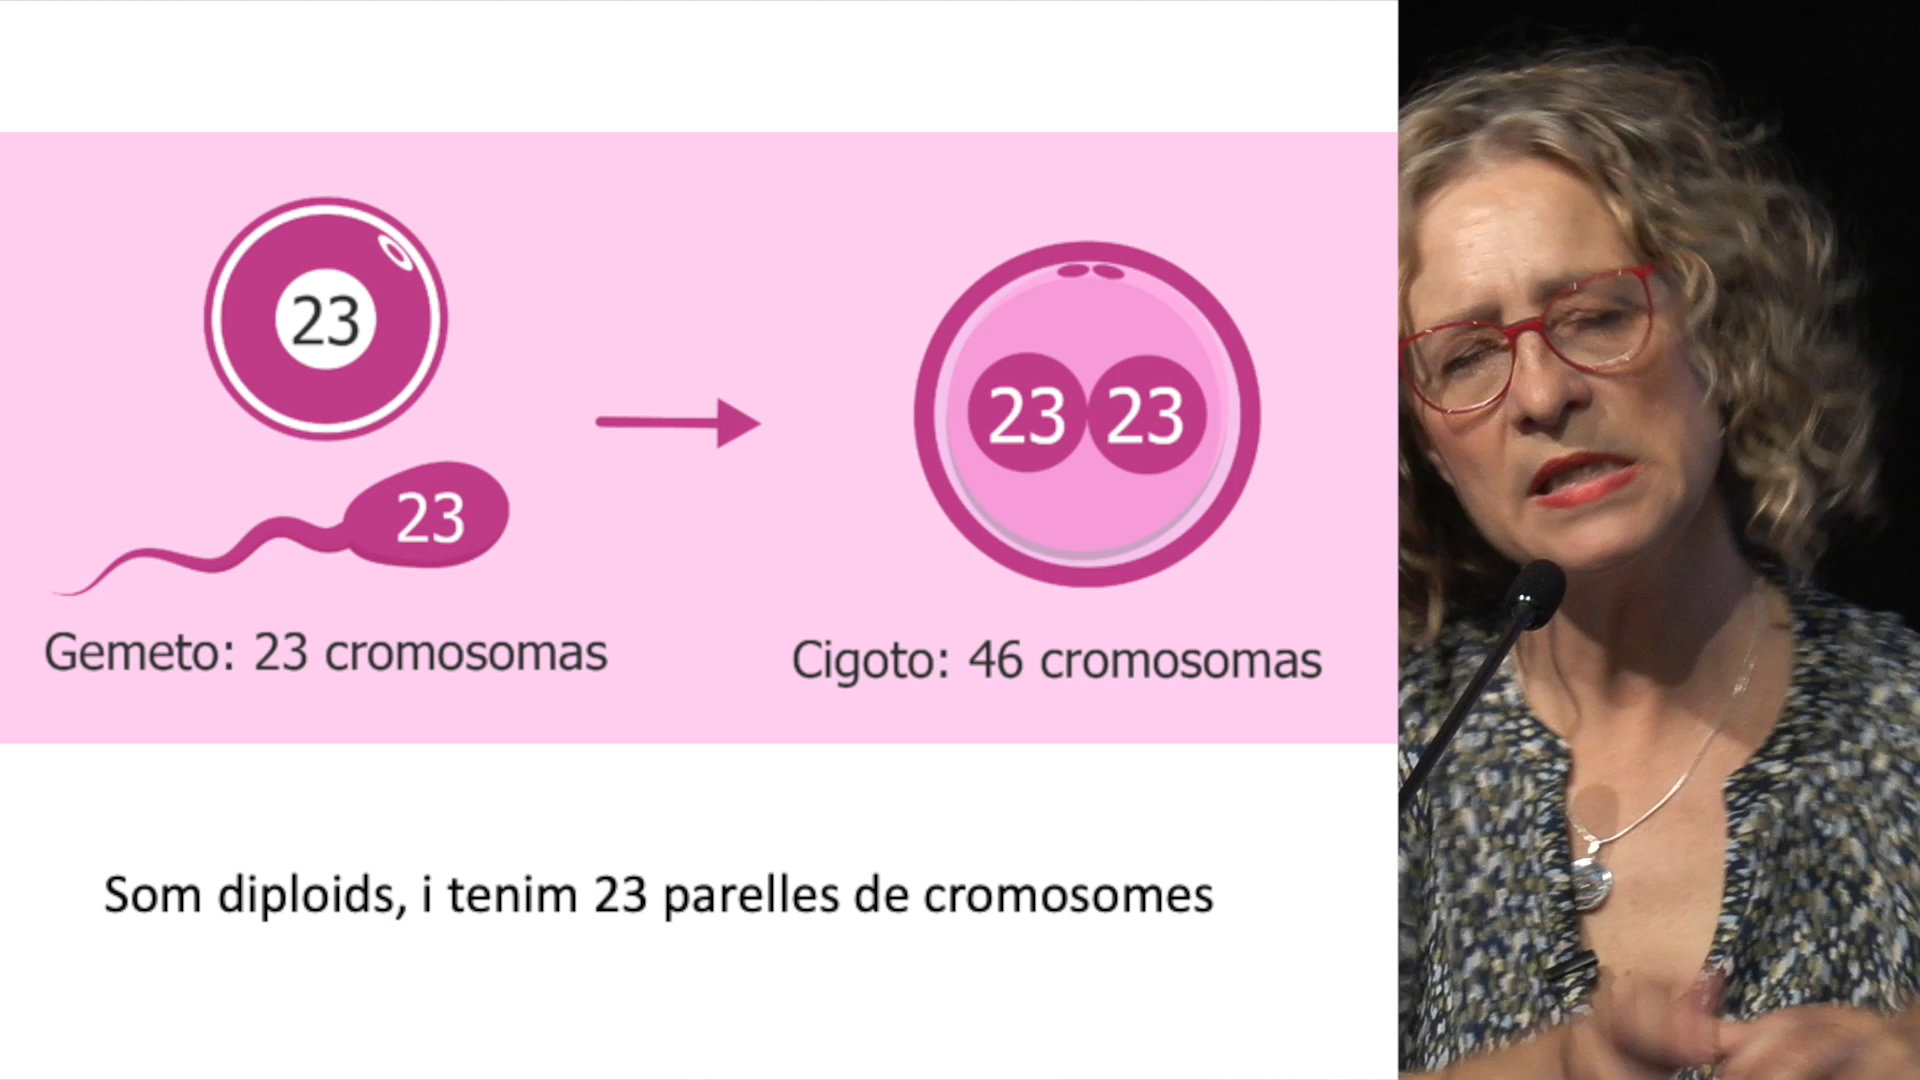 23
23
23 23
Gemeto: 23 cromosomas
Cigoto: 46 cromosomas
Som diploids, i tenim 23 parelles de cromosomes